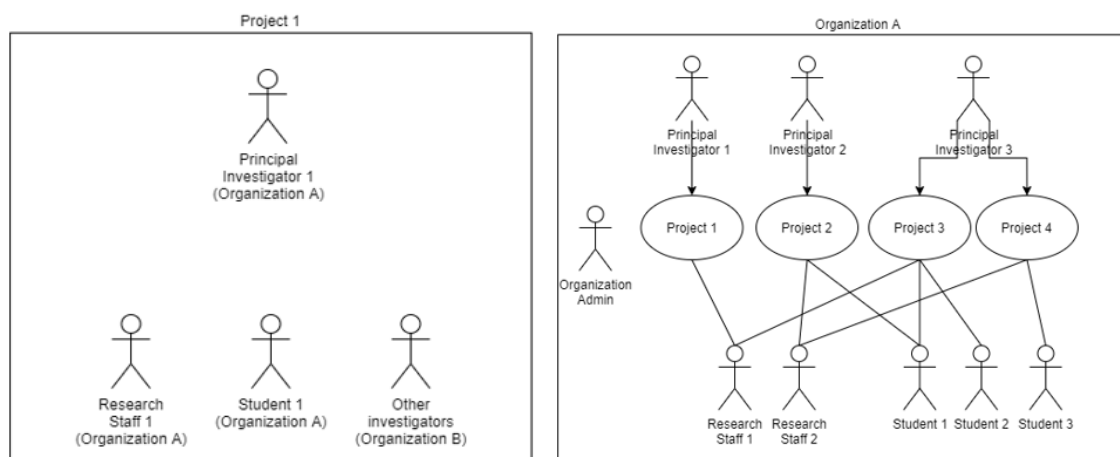 Project 1
Principal
Investigator 1
(Organization A)
Research
Staff 1
(Organization A)
Student 1
(Organization A)
Other
investigators
(Organization B)
Organization A
Principal
Investigator 1
Principal
Investigator 2
Principal
Investigator 3
Project 1
Project 2
Project 3
Project 4
Organization
Admin
Research
Staff 1
Research
Staff 2
Student 1
Student 2
Student 3